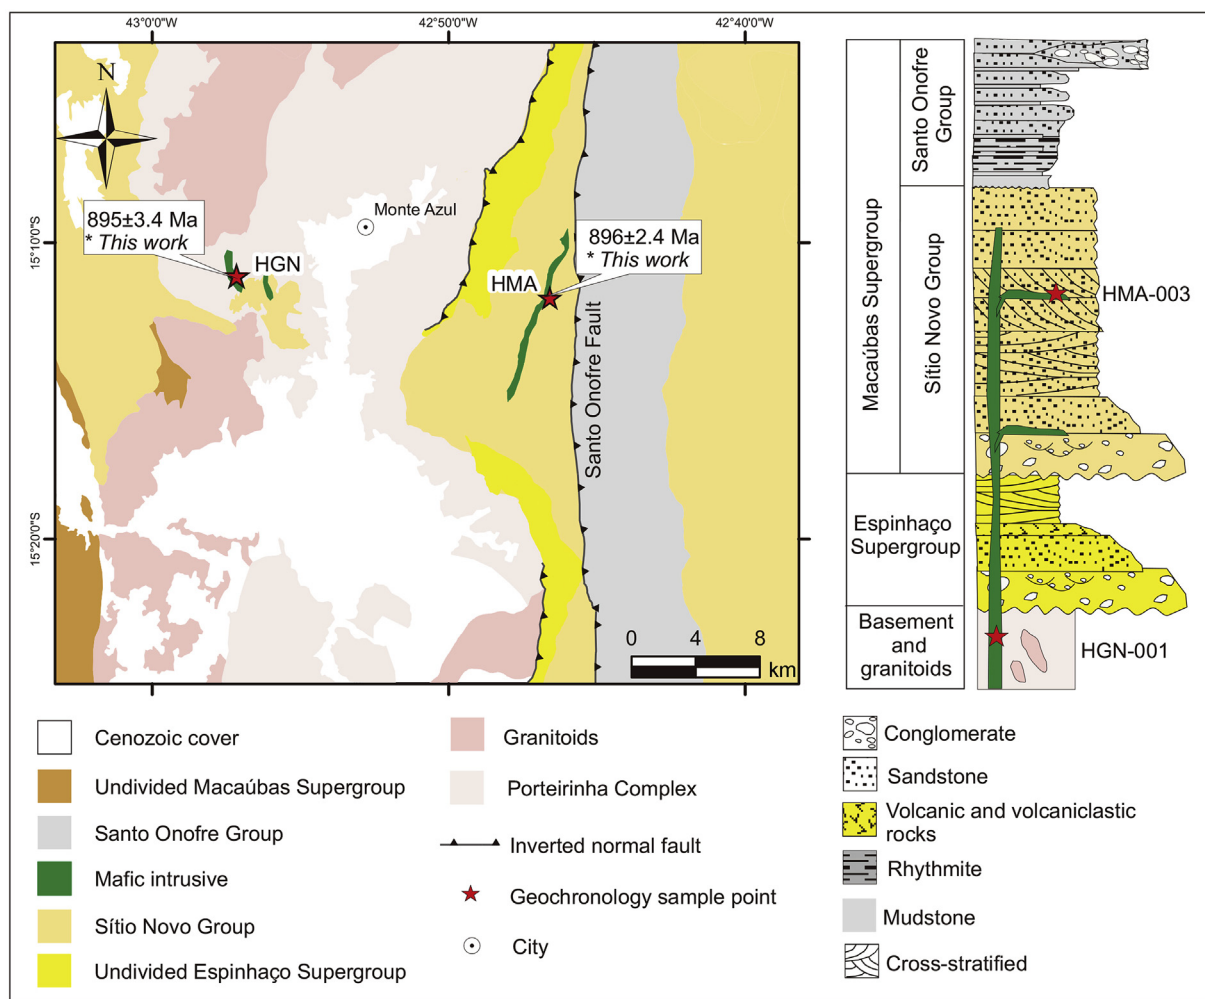 43°0'0"W
42°50'0"W
42°40'0"W
N
15°10'0"S
15°20'0"S
895±3.4 Ma
* This work
HGN
Monte Azul
896±2.4 Ma
* This work
HMA
Santo Onofre Fault
0 4 8
km
Macaúbas Supergroup
Santo Onofre
Group
Sítio Novo Group
Espinhaço
Supergroup
Basement
and
granitoids
HMA-003
HGN-001
Cenozoic cover
Undivided Macaúbas Supergroup
Santo Onofre Group
Mafic intrusive
Sítio Novo Group
Undivided Espinhaço Supergroup
Granitoids
Porteirinha Complex
Inverted normal fault
Geochronology sample point
City
Conglomerate
Sandstone
Volcanic and volcaniclastic
rocks
Rhythmite
Mudstone
Cross-stratified